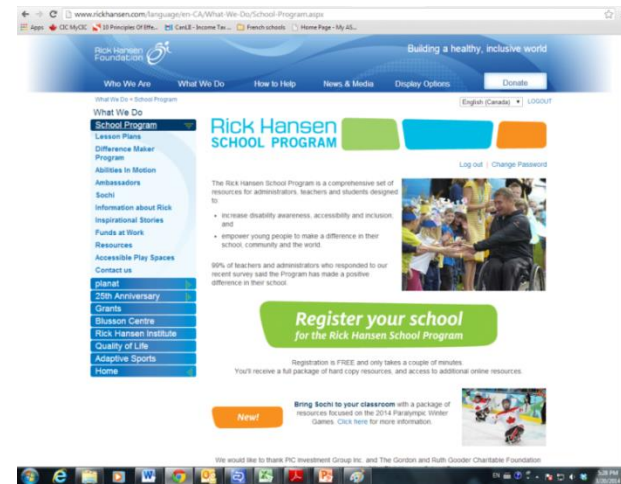 www.rickhansen.com/language/en-CA/What-We-Do/School-Program.aspx
Apps CIC MyCIC 10 Principles Of Effe... CanLII - Income Tax ... French schools Home Page - My AS...
Rick Hansen
Foundation
Building a healthy, inclusive world
Who We Are What We Do How to Help News & Media Display Options Donate
What We Do > School Program
English (Canada) LOGOUT
What We Do
School Program
Lesson Plans
Difference Maker
Program
Abilities in Motion
Ambassadors
Sochi
Information about Rick
Inspirational Stories
Funds at Work
Resources
Accessible Play Spaces
Contact us
planat
25th Anniversary
Grants
Blusson Centre
Rick Hansen Institute
Quality of Life
Adaptive Sports
Home
Rick Hansen
SCHOOL PROGRAM
Log out | Change Password
The Rick Hansen School Program is a comprehensive set of
resources for administrators, teachers and students designed
to:
• increase disability awareness, accessibility and inclusion,
and
• empower young people to make a difference in their
school, community and the world.
99% of teachers and administrators who responded to our
recent survey said the Program has made a positive
difference in their school.
Register your school
for the Rick Hansen School Program
Registration is FREE and only takes a couple of minutes.
You'll receive a full package of hard copy resources, and access to additional online resources.
New!
Bring Sochi to your classroom with a package of
resources focused on the 2014 Paralympic Winter
Games. Click here for more information.
We would like to thank PIC Investment Group Inc. and The Gordon and Ruth Gooder Charitable Foundation
EN
5:28 PM